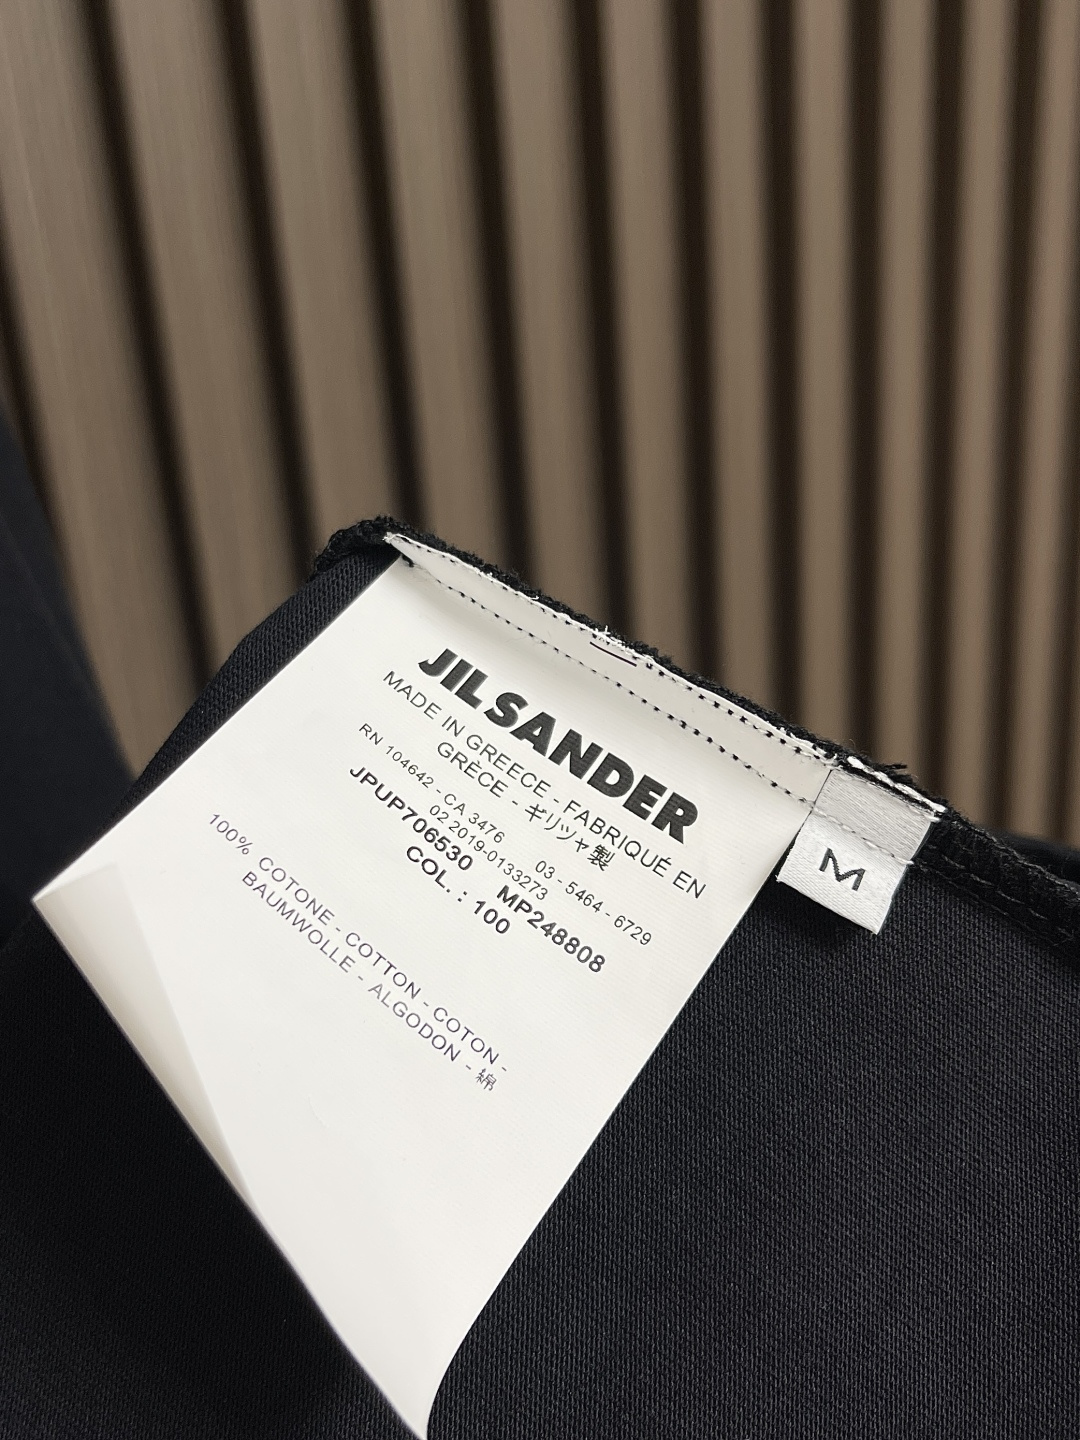 JIL SANDER
MADE IN GREECE - FABRIQUÉ EN
GRÈCE - ギリツャ製
RN 104642 - CA 3476 03 - 5464 - 6729
02 2019-0133273
JPUP706530 MP248808
COL. : 100
100% COTONE - COTTON - COTON -
BAUMWOLLE - ALGODON - 綿
M